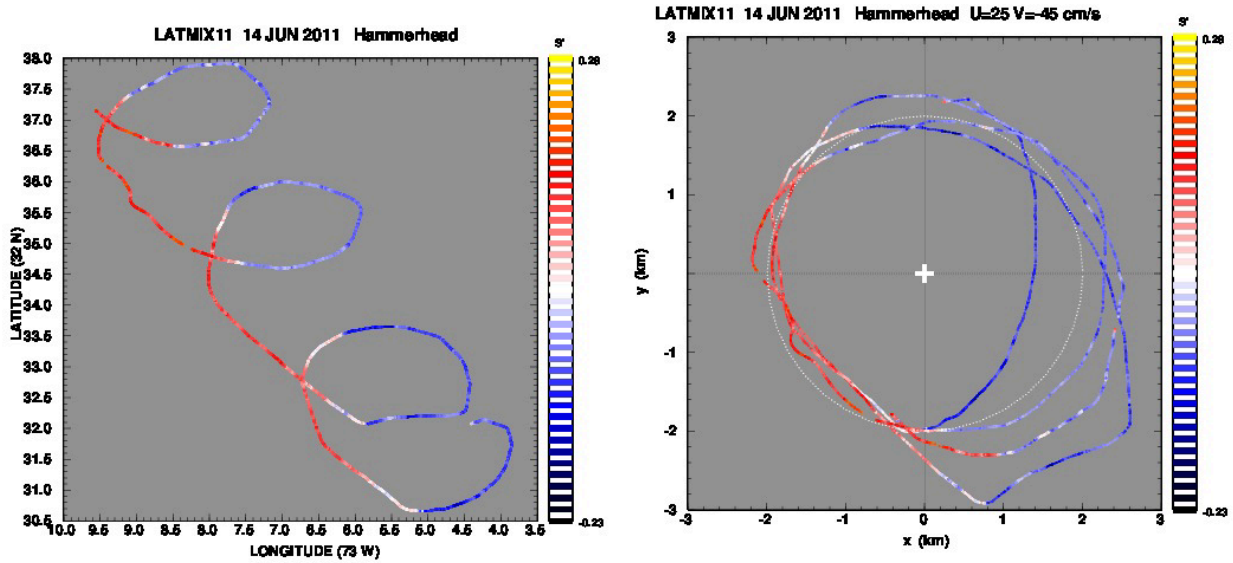 LATMIX11 14 JUN 2011 Hammerhead
S'
0.28
38.0
37.5
37.0
36.5
36.0
35.5
35.0
34.5
34.0
33.5
33.0
32.5
32.0
31.5
31.0
30.5
-0.23
LATITUDE (32 N)
10.0 9.5 9.0 8.5 8.0 7.5 7.0 6.5 6.0 5.5 5.0 4.5 4.0 3.5
LONGITUDE (73 W)
LATMIX11 14 JUN 2011 Hammerhead U=25 V=-45 cm/s
S'
0.28
3
2
1
-1
-2
-3
-0.23
y (km)
-3 -2 -1 0 1 2 3
x (km)